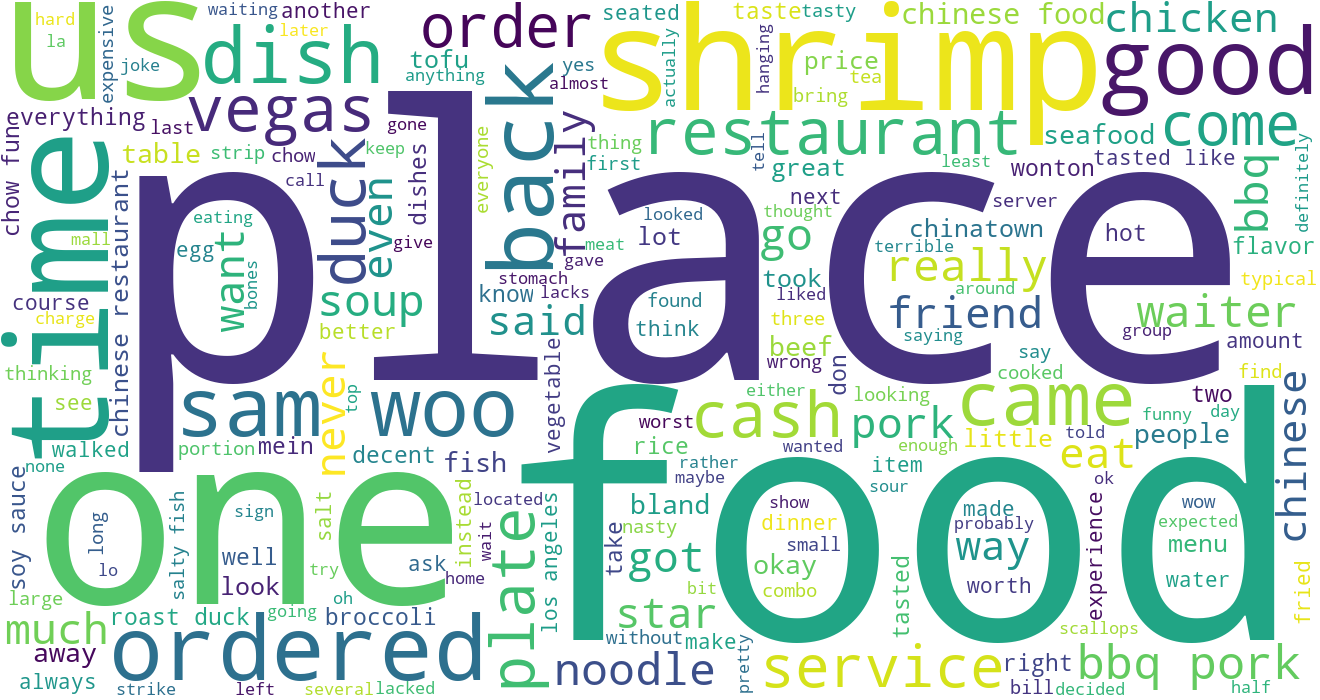 hard
la
us
expensive
joke
waiting
another
later
dish
order
tofu
anything
yes
almost
seated
shrimp
taste
tasty
actually
hanging
price
tea
bring
chinese food
chicken
good
everything
last
vegas
back
gone
restaurant
seafood
come
chow fun
time
table
strip
chow
duck
keep
call
everyone
family
thing
first
tell
great
least
wonton
tasted like
bbq
definitely
mall
chinese restaurant
place
eating
egg
want
bones
even
dishes
give
meat
gave
looked
lot
next
thought
go
server
chinatown
terrible
hot
flavor
typical
course
charge
soup
better
stomach
know
lacks
said
found
think
took
liked
three
beef
wrong
really
around
friend
saying
say
cooked
group
waiter
amount
thinking
see
walked
none
sam
woo
portion
mein
never
top
decent
fish
vegetable
worst
rice
cash
either
don
wanted
pork
looking
enough
came
little
told
eat
funny
day
two
people
find
chinese
soy sauce
one
long
lo
salty fish
sign
well
look
salt
try
ask
home
instead
wait
located
plate
los angeles
food
rather
maybe
bland
nasty
take
got
bit
show
dinner
small
okay
combo
item
sour
tasted
made
probably
way
worth
ok
experience
wow
expected
menu
water
fried
large
much
away
always
roast duck
going
oh
broccoli
ordered
strike
left
several
lacked
noodle
star
without
make
pretty
service
right
bill
decided
scallops
bbq pork
half